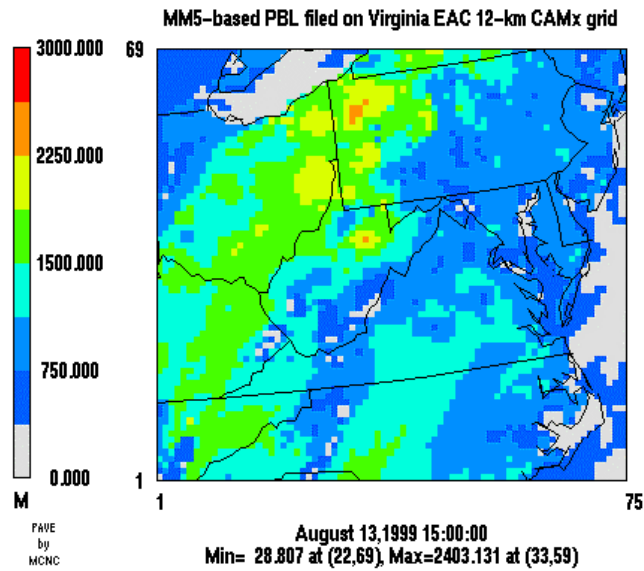 MM5-based PBL filed on Virginia EAC 12-km CAMx grid
3000.000
2250.000
1500.000
750.000
0.000
M
PAVE
by
MCNC
69
1
1
75
August 13,1999 15:00:00
Min= 28.807 at (22,69), Max=2403.131 at (33,59)